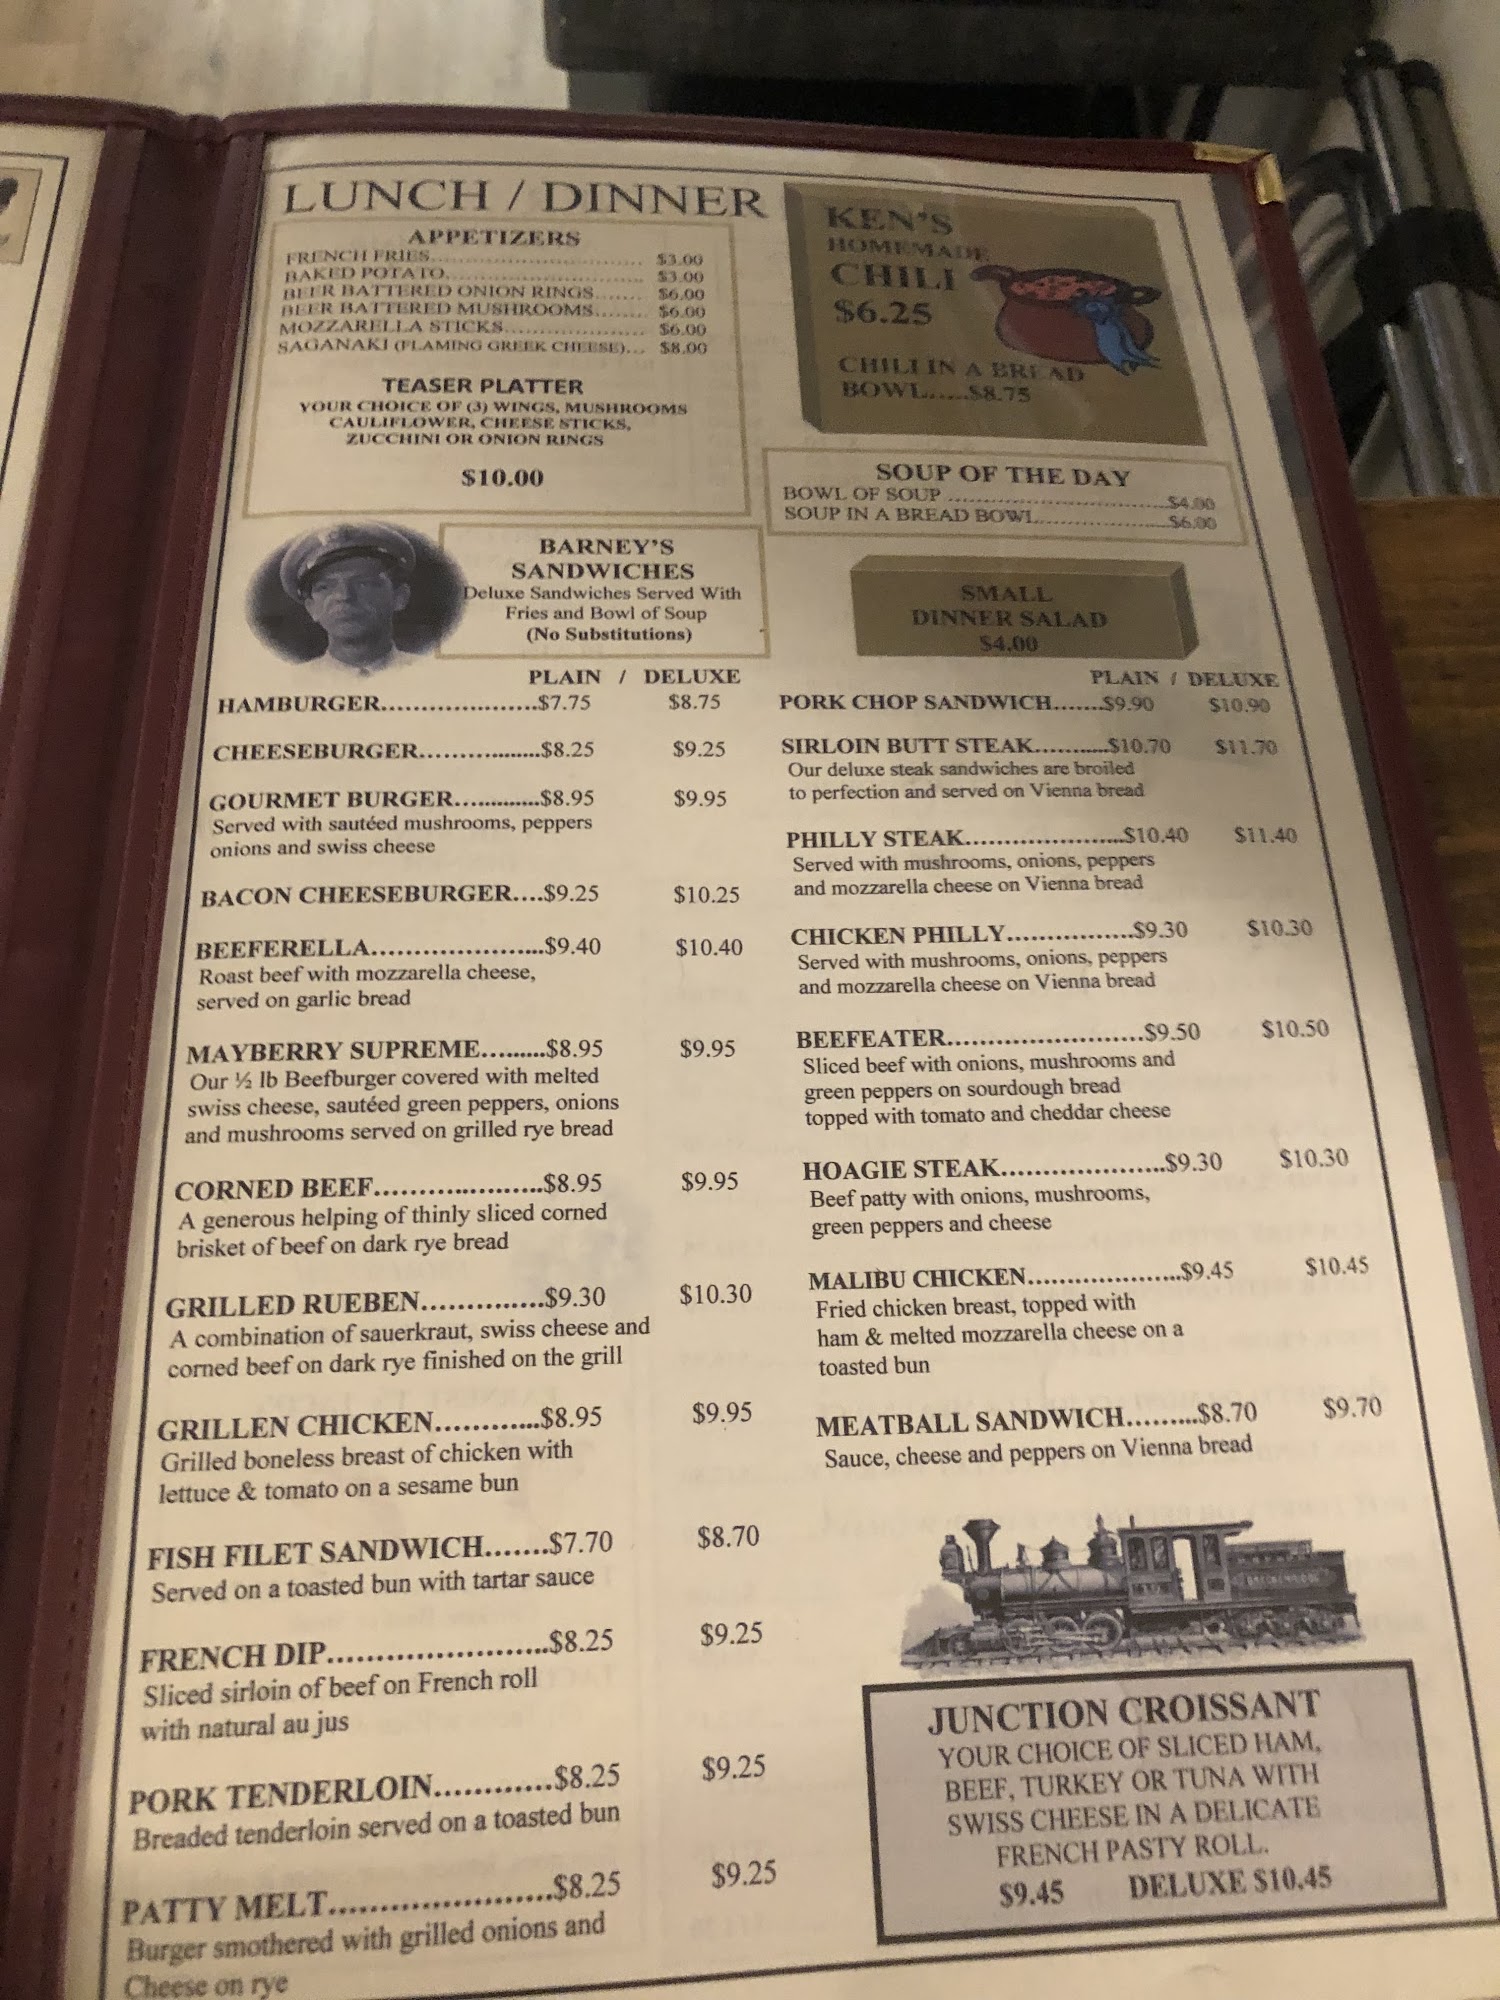 LUNCH / DINNER
APPETIZERS
FRENCH FRIES................................ $3.00
BAKED POTATO.............................. $3.00
BEER BATTERED ONION RINGS....... $6.00
BEER BATTERED MUSHROOMS........ $6.00
MOZZARELLA STICKS..................... $6.00
SAGANAKI (FLAMING GREEK CHEESE)... $8.00
TEASER PLATTER
YOUR CHOICE OF (3) WINGS, MUSHROOMS
CAULIFLOWER, CHEESE STICKS,
ZUCCHINI OR ONION RINGS
$10.00
KEN'S
HOMEMADE
CHILI
$6.25
CHILI IN A BREAD
BOWL......$8.75
SOUP OF THE DAY
BOWL OF SOUP ................................$4.00
SOUP IN A BREAD BOWL...................$6.00
BARNEY'S
SANDWICHES
Deluxe Sandwiches Served With
Fries and Bowl of Soup
(No Substitutions)
SMALL
DINNER SALAD
$4.00
PLAIN / DELUXE
HAMBURGER.....................$7.75 $8.75
CHEESEBURGER.................$8.25 $9.25
GOURMET BURGER.............$8.95 $9.95
Served with sautéed mushrooms, peppers
onions and swiss cheese
BACON CHEESEBURGER....$9.25 $10.25
BEEFERELLA.......................$9.40 $10.40
Roast beef with mozzarella cheese,
served on garlic bread
MAYBERRY SUPREME.........$8.95 $9.95
Our ½ lb Beefburger covered with melted
swiss cheese, sautéed green peppers, onions
and mushrooms served on grilled rye bread
CORNED BEEF.....................$8.95 $9.95
A generous helping of thinly sliced corned
brisket of beef on dark rye bread
GRILLED RUEBEN...............$9.30 $10.30
A combination of sauerkraut, swiss cheese and
corned beef on dark rye finished on the grill
GRILLEN CHICKEN............$8.95 $9.95
Grilled boneless breast of chicken with
lettuce & tomato on a sesame bun
FISH FILET SANDWICH.......$7.70 $8.70
Served on a toasted bun with tartar sauce
FRENCH DIP.......................$8.25 $9.25
Sliced sirloin of beef on French roll
with natural au jus
PORK TENDERLOIN............$8.25 $9.25
Breaded tenderloin served on a toasted bun
PATTY MELT.......................$8.25 $9.25
Burger smothered with grilled onions and
Cheese on rye
PLAIN / DELUXE
PORK CHOP SANDWICH.......$9.90 $10.90
SIRLOIN BUTT STEAK...........$10.70 $11.70
Our deluxe steak sandwiches are broiled
to perfection and served on Vienna bread
PHILLY STEAK.......................$10.40 $11.40
Served with mushrooms, onions, peppers
and mozzarella cheese on Vienna bread
CHICKEN PHILLY.................$9.30 $10.30
Served with mushrooms, onions, peppers
and mozzarella cheese on Vienna bread
BEEFEATER..........................$9.50 $10.50
Sliced beef with onions, mushrooms and
green peppers on sourdough bread
topped with tomato and cheddar cheese
HOAGIE STEAK.....................$9.30 $10.30
Beef patty with onions, mushrooms,
green peppers and cheese
MALIBU CHICKEN.....................$9.45 $10.45
Fried chicken breast, topped with
ham & melted mozzarella cheese on a
toasted bun
MEATBALL SANDWICH.........$8.70 $9.70
Sauce, cheese and peppers on Vienna bread
JUNCTION CROISSANT
YOUR CHOICE OF SLICED HAM,
BEEF, TURKEY OR TUNA WITH
SWISS CHEESE IN A DELICATE
FRENCH PASTY ROLL.
$9.45 DELUXE $10.45